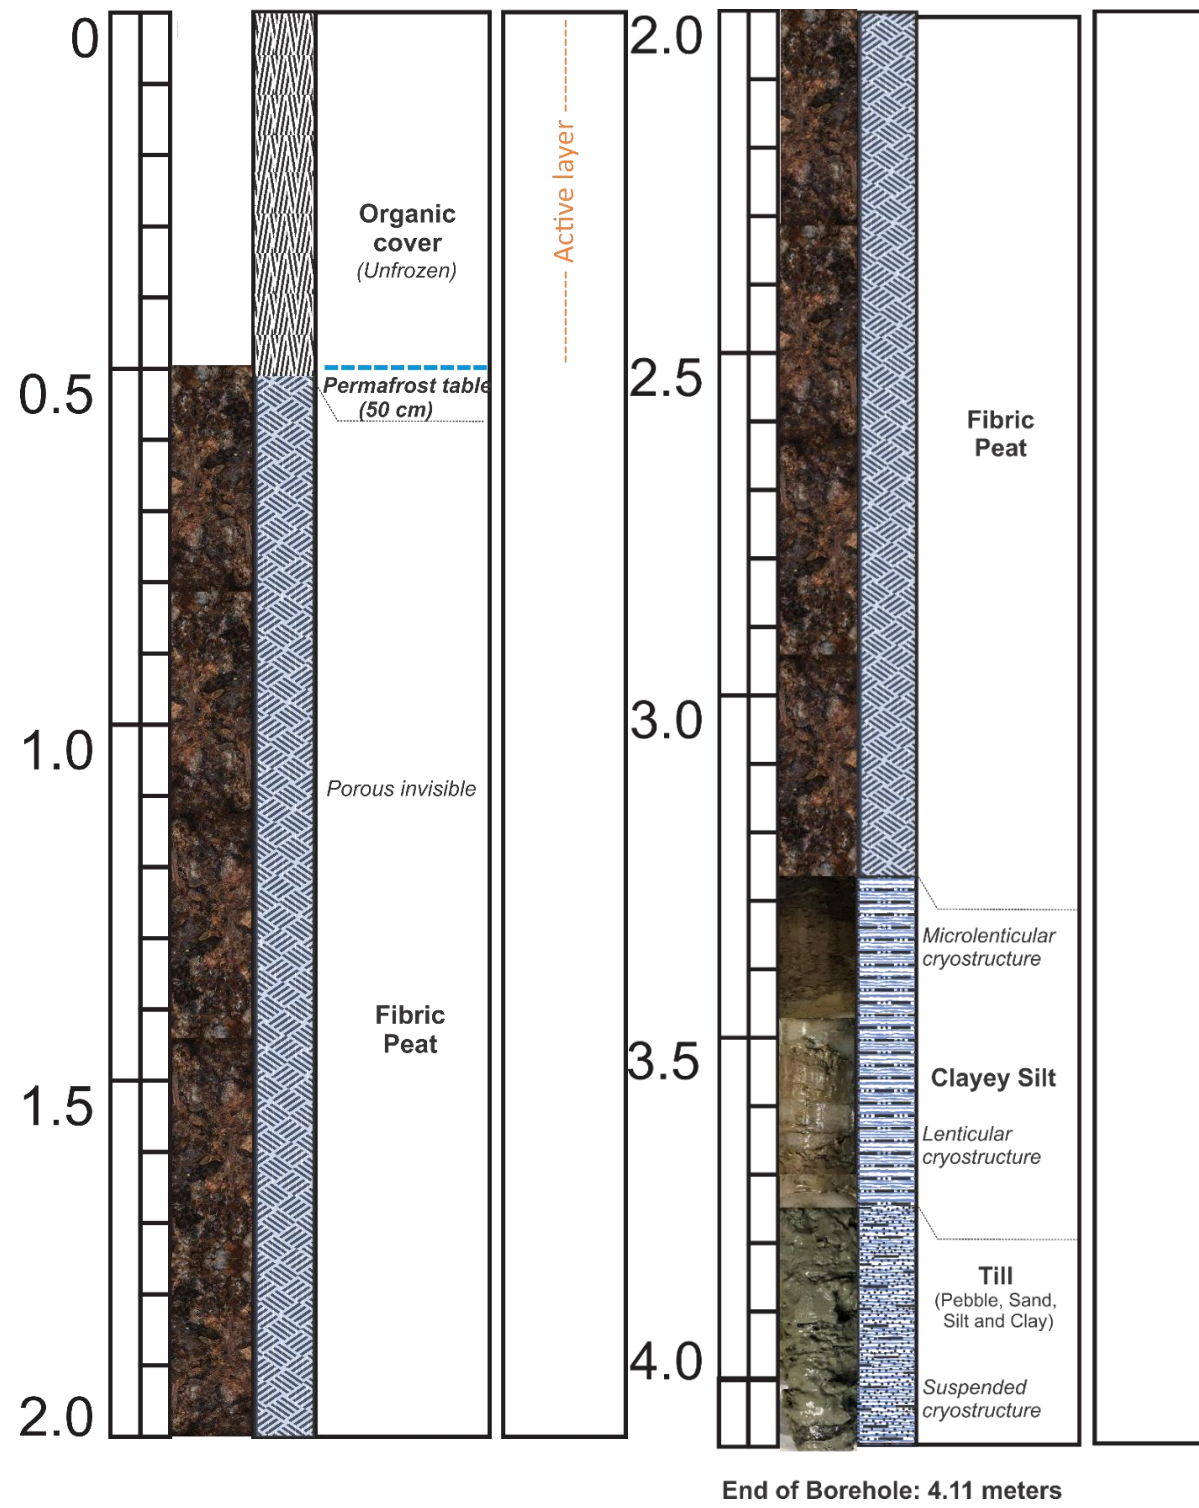 0
0.5
1.0
1.5
2.0
Organic
cover
(Unfrozen)
Permafrost table
(50 cm)
Porous invisible
Fibric
Peat
Active layer
2.0
2.5
3.0
3.5
4.0
Fibric
Peat
Microlenticular
cryostructure
Clayey Silt
Lenticular
cryostructure
Till
(Pebble, Sand,
Silt and Clay)
Suspended
cryostructure
End of Borehole: 4.11 meters